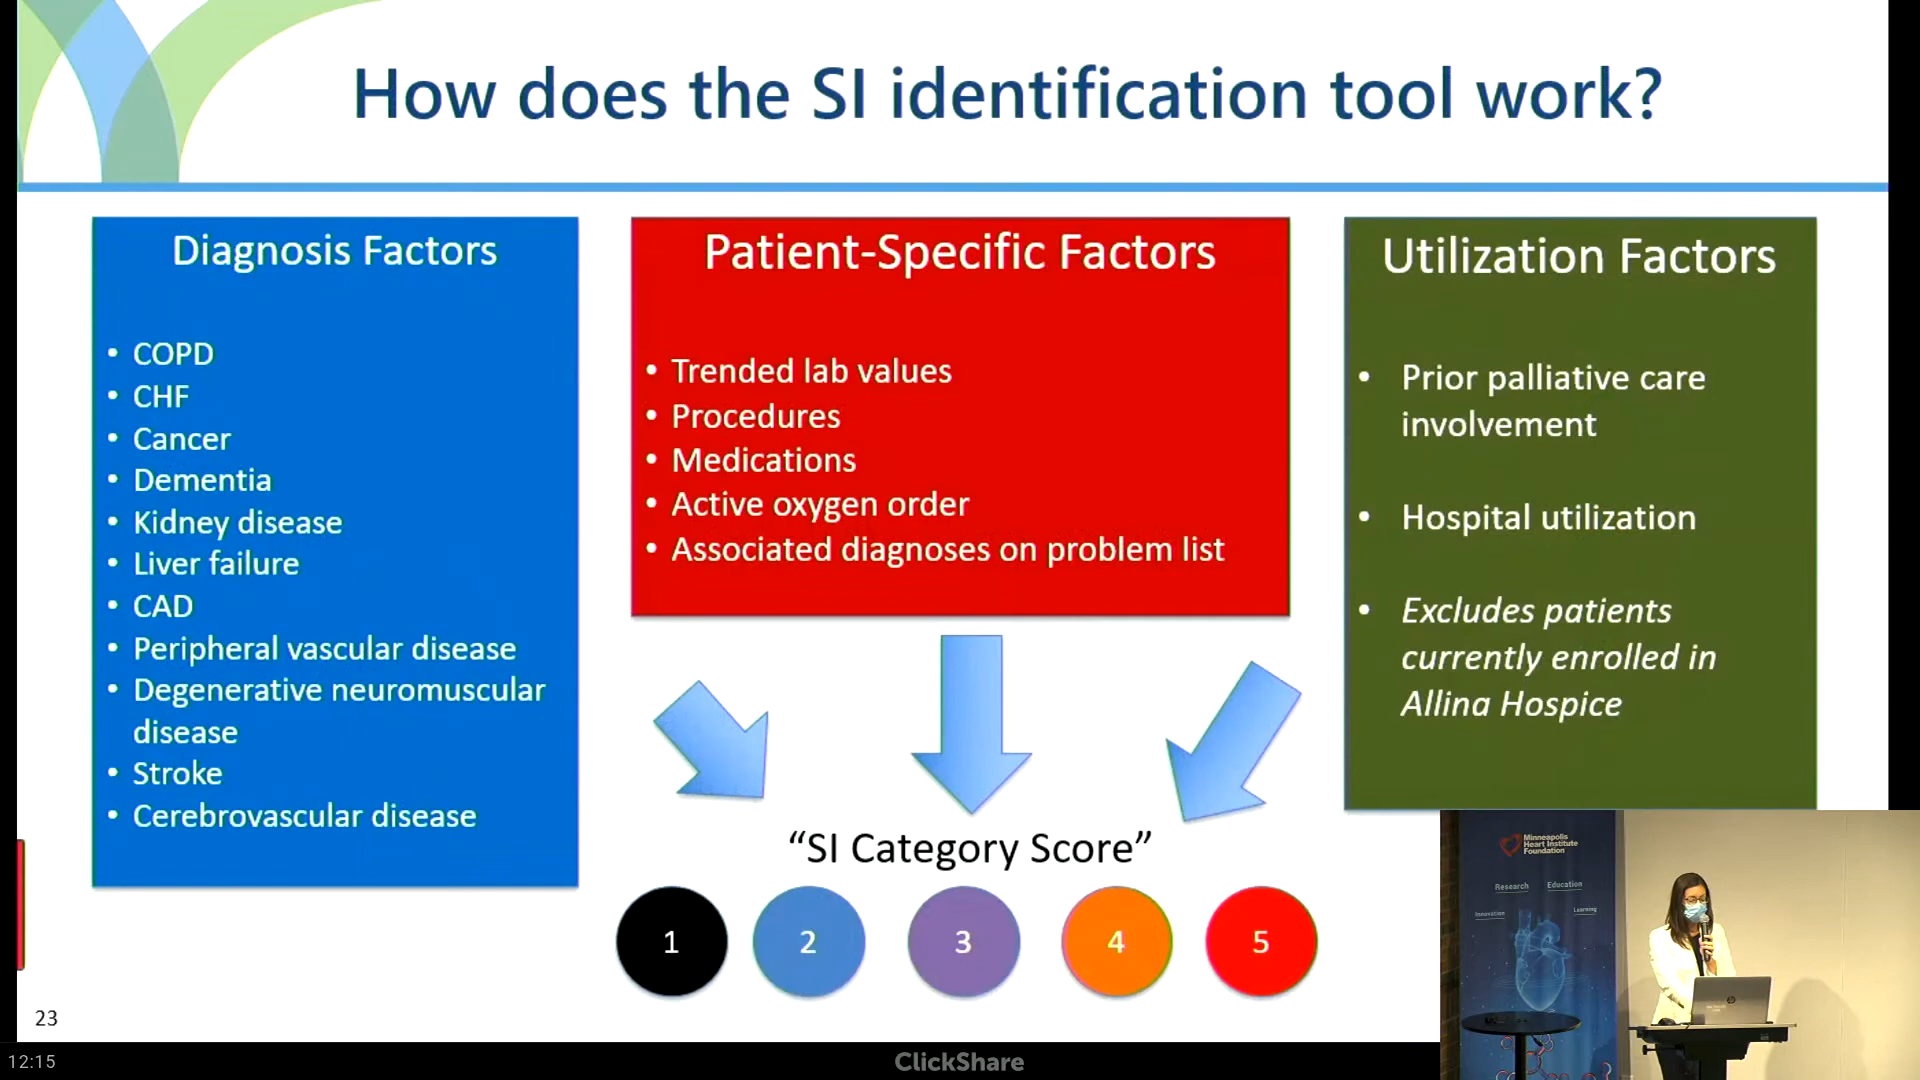 How does the SI identification tool work?
Diagnosis Factors
• COPD
• CHF
• Cancer
• Dementia
• Kidney disease
• Liver failure
• CAD
• Peripheral vascular disease
• Degenerative neuromuscular
disease
• Stroke
• Cerebrovascular disease
Patient-Specific Factors
• Trended lab values
• Procedures
• Medications
• Active oxygen order
• Associated diagnoses on problem list
Utilization Factors
• Prior palliative care
involvement
• Hospital utilization
• Excludes patients
currently enrolled in
Allina Hospice
“SI Category Score”
1 2 3 4 5
23
12:15
ClickShare
Minneapolis
Heart Institute
Foundation
Research Education
Innovation Learning
hp